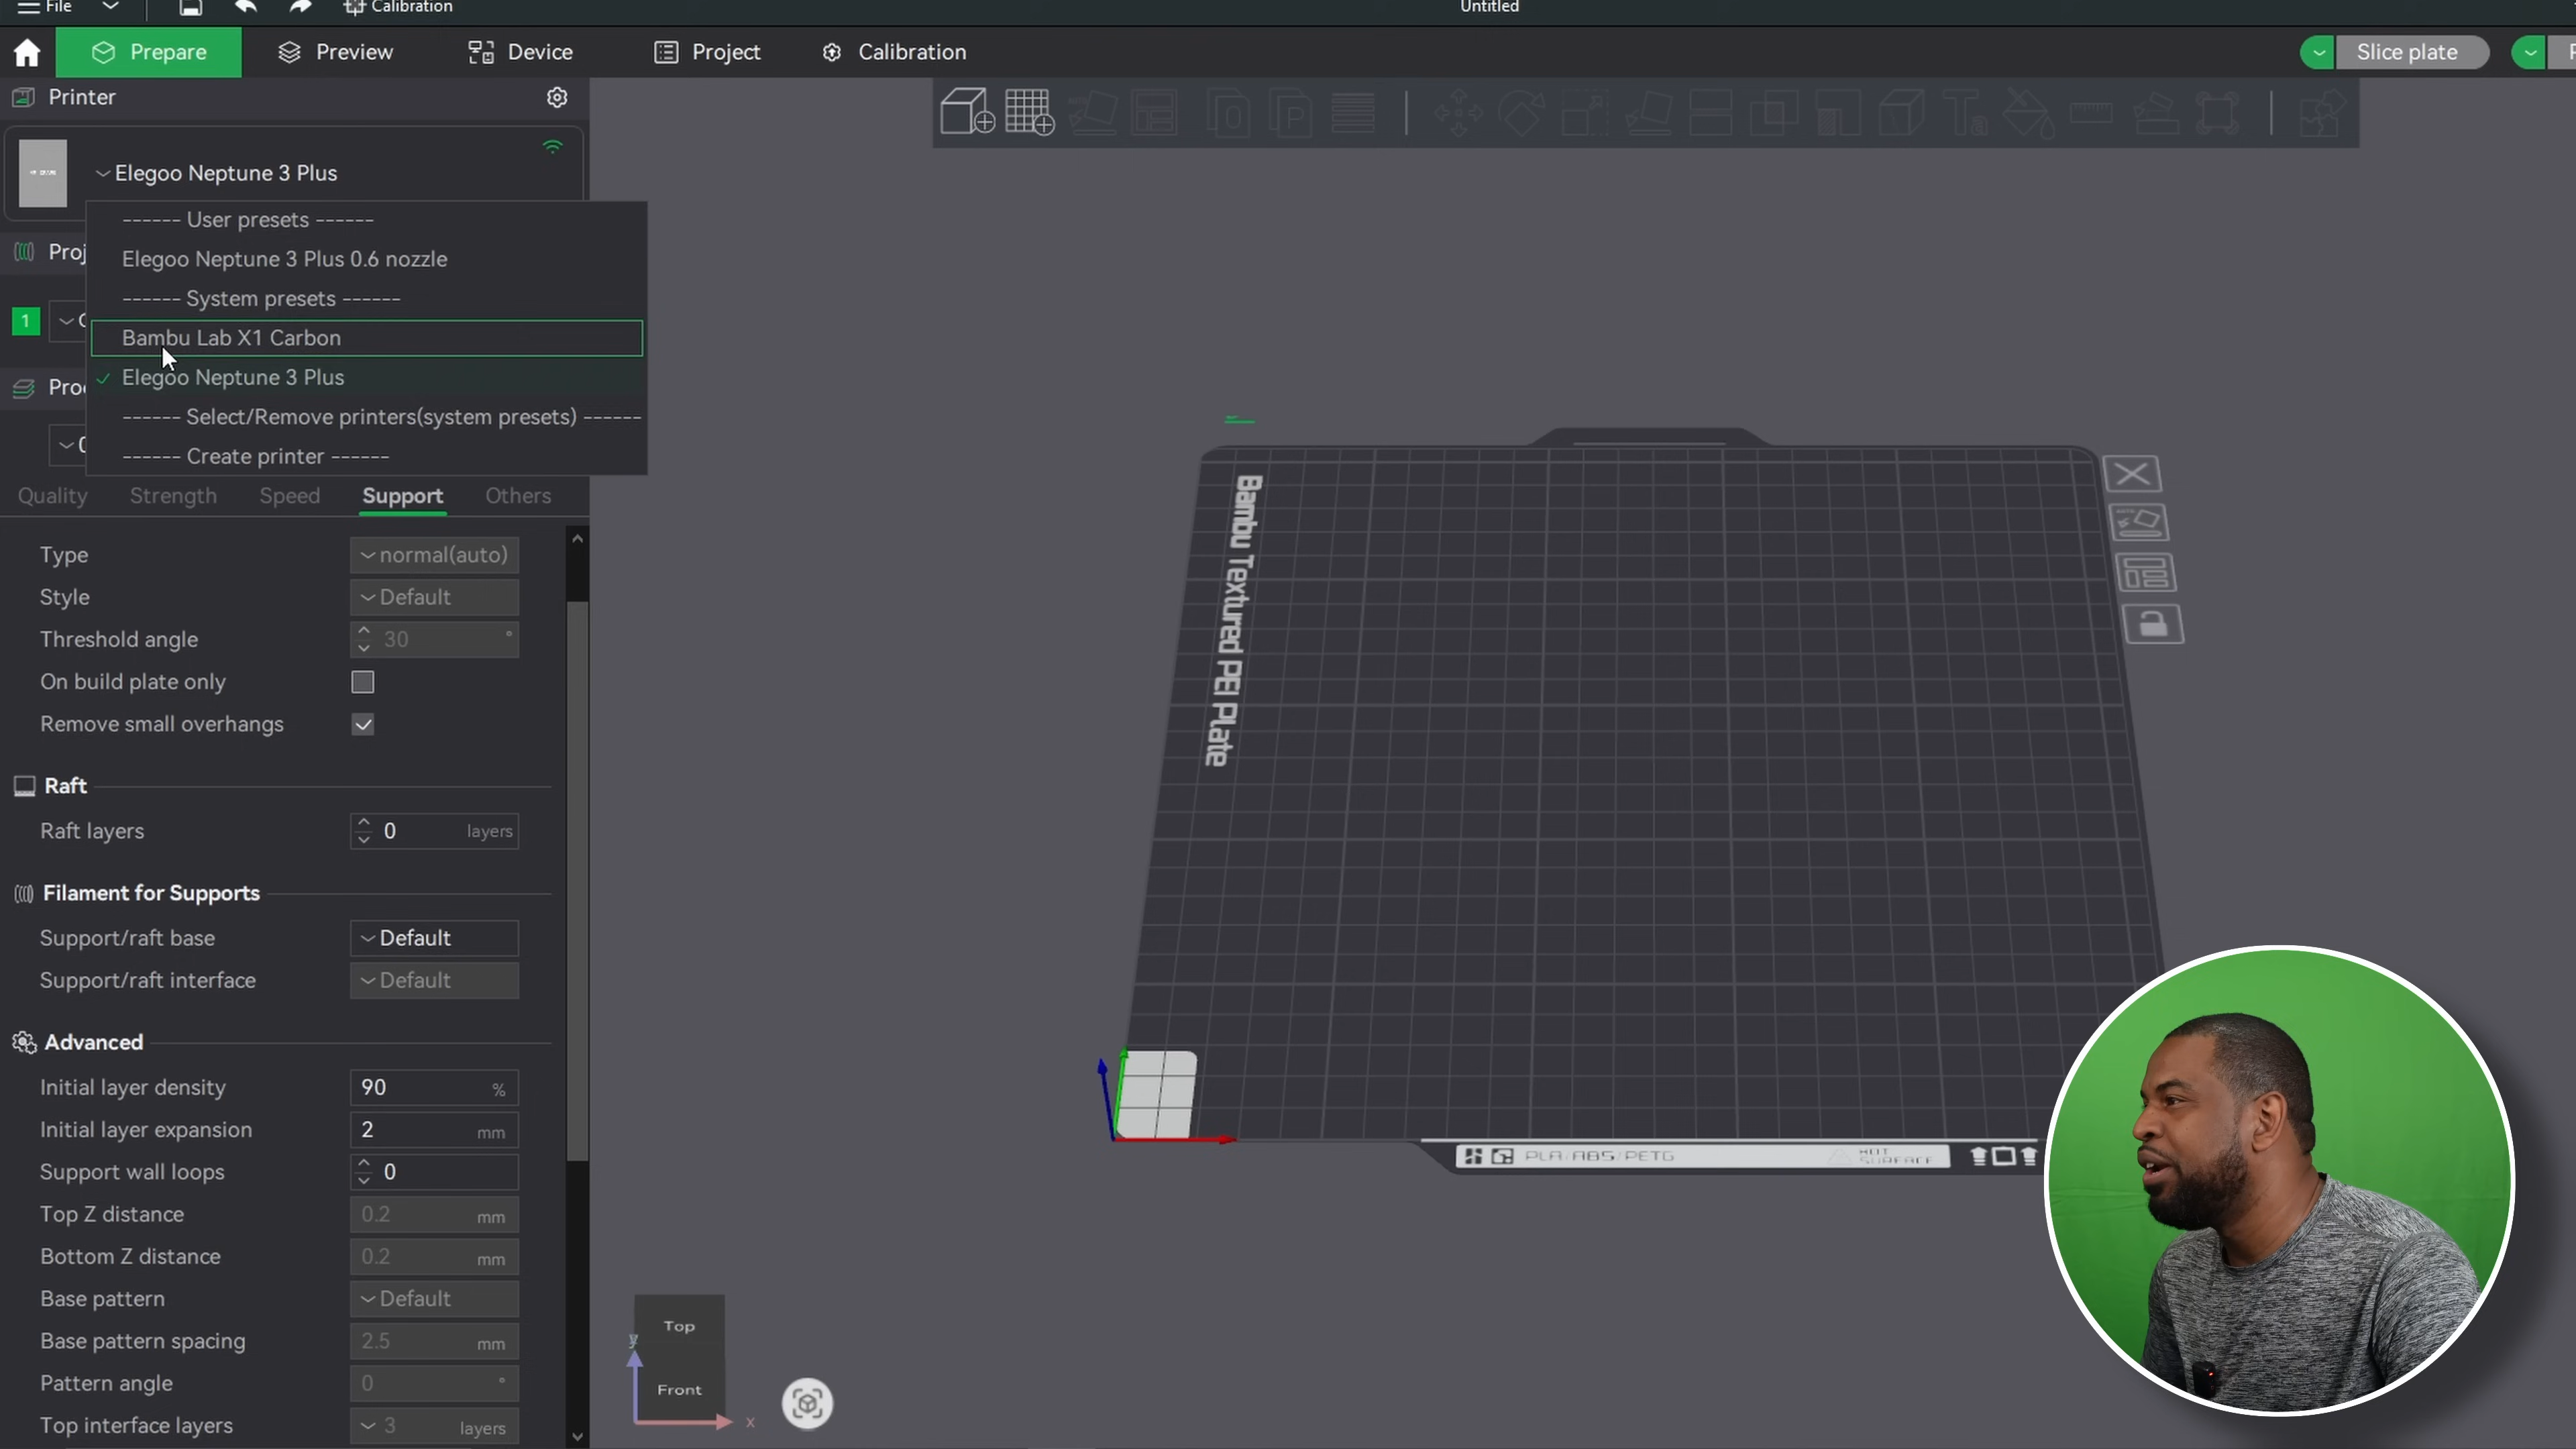 File
Calibration
Untitled
Prepare
Preview
Device
Project
Calibration
Slice plate
Printer
Elegoo Neptune 3 Plus
------ User presets ------
Elegoo Neptune 3 Plus 0.6 nozzle
------ System presets ------
Bambu Lab X1 Carbon
Elegoo Neptune 3 Plus
------ Select/Remove printers(system presets) ------
------ Create printer ------
Proj
1
Quality
Strength
Speed
Support
Others
Type
normal(auto)
Style
Default
Threshold angle
30 °
On build plate only
Remove small overhangs
Raft
Raft layers
0 layers
Filament for Supports
Support/raft base
Default
Support/raft interface
Default
Advanced
Initial layer density
90 %
Initial layer expansion
2 mm
Support wall loops
0
Top Z distance
0.2 mm
Bottom Z distance
0.2 mm
Base pattern
Default
Base pattern spacing
2.5 mm
Pattern angle
0 °
Top interface layers
3 layers
Bambu Textured PEI Plate
PLA/ABS/PETG
HOT
SURFACE
Top
Front
y
x